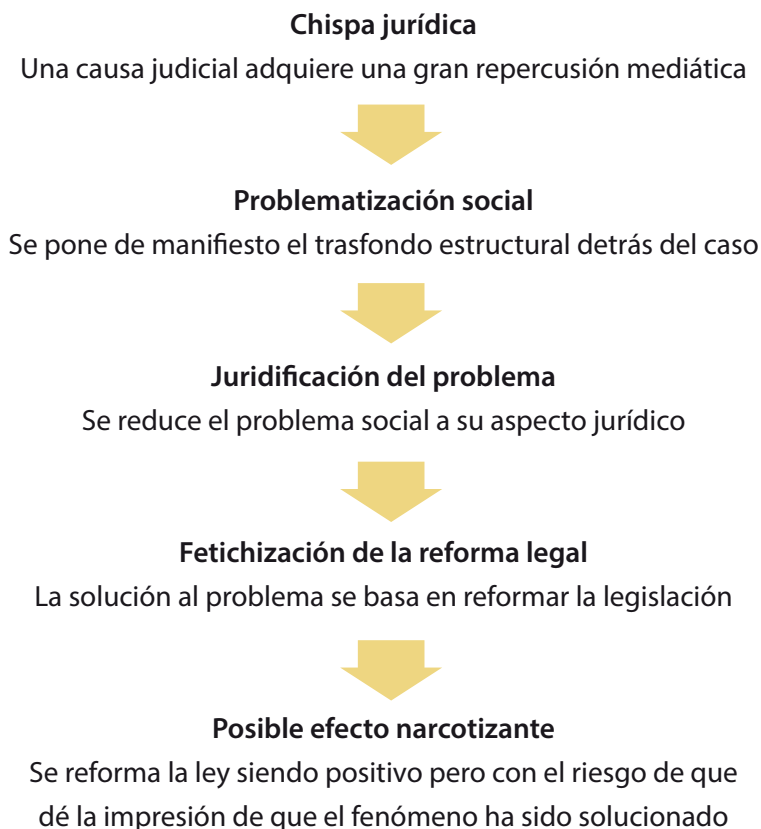 Chispa jurídica
Una causa judicial adquiere una gran repercusión mediática
Problematización social
Se pone de manifiesto el trasfondo estructural detrás del caso
Juridificación del problema
Se reduce el problema social a su aspecto jurídico
Fetichización de la reforma legal
La solución al problema se basa en reformar la legislación
Posible efecto narcotizante
Se reforma la ley siendo positivo pero con el riesgo de que
dé la impresión de que el fenómeno ha sido solucionado